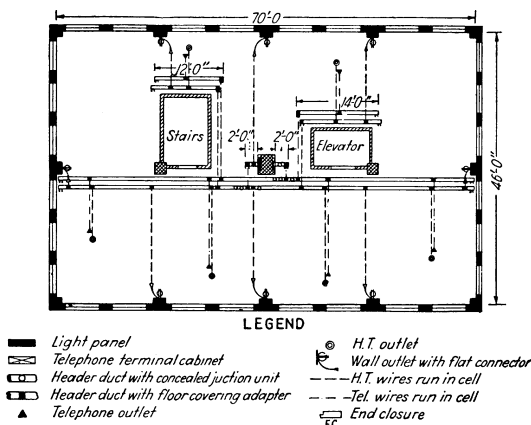 70'-0
12'-0"
14'-0"
Stairs
2'-0"
2'-0"
Elevator
46'-0"
LEGEND
Light panel
Telephone terminal cabinet
Header duct with concealed juction unit
Header duct with floor covering adapter
Telephone outlet
H.T. outlet
Wall outlet with flat connector
H.T. wires run in cell
Tel. wires run in cell
End closure
E.C.